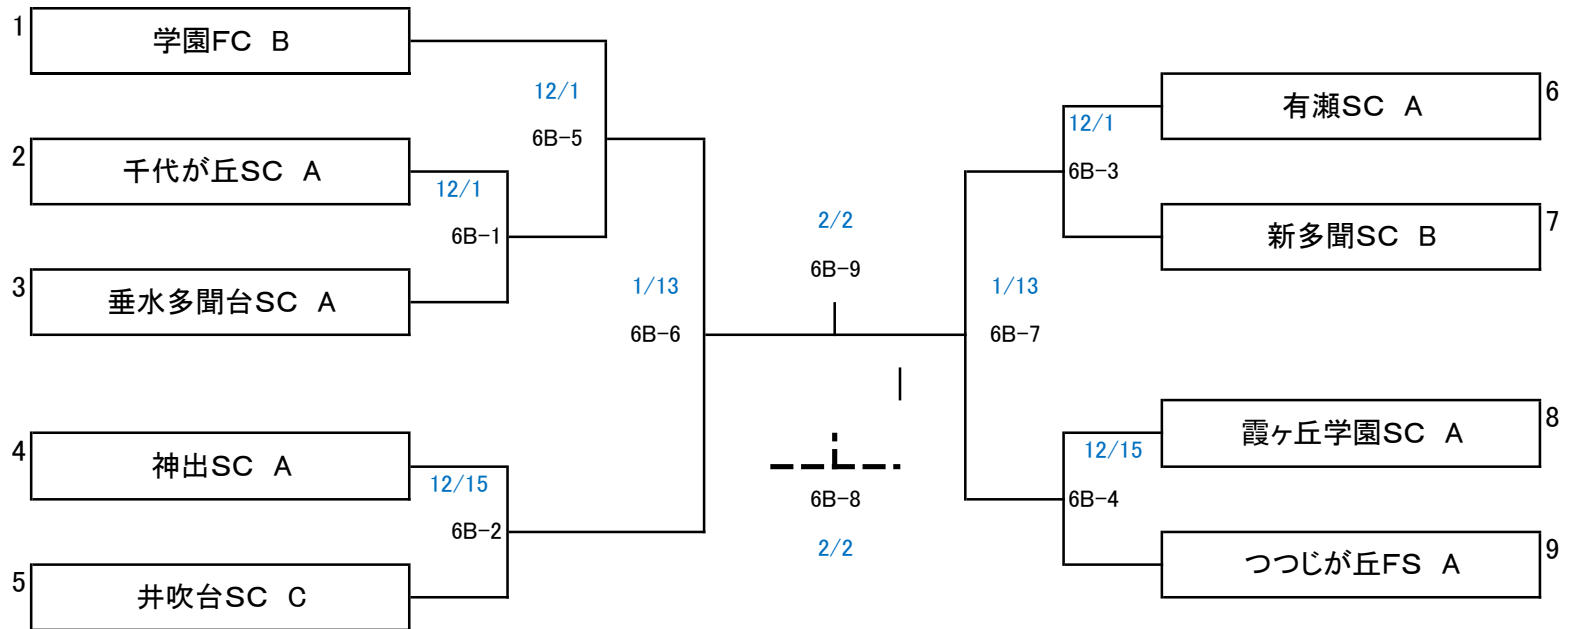 1
学園FC B
12/1
6B-5
2
千代が丘SC A
12/1
6B-1
3
垂水多聞台SC A
1/13
6B-6
4
神出SC A
12/15
6B-2
5
井吹台SC C
2/2
6B-9
6B-8
2/2
6
有瀬SC A
12/1
6B-3
7
新多聞SC B
1/13
6B-7
8
霞ヶ丘学園SC A
12/15
6B-4
9
つつじが丘FS A